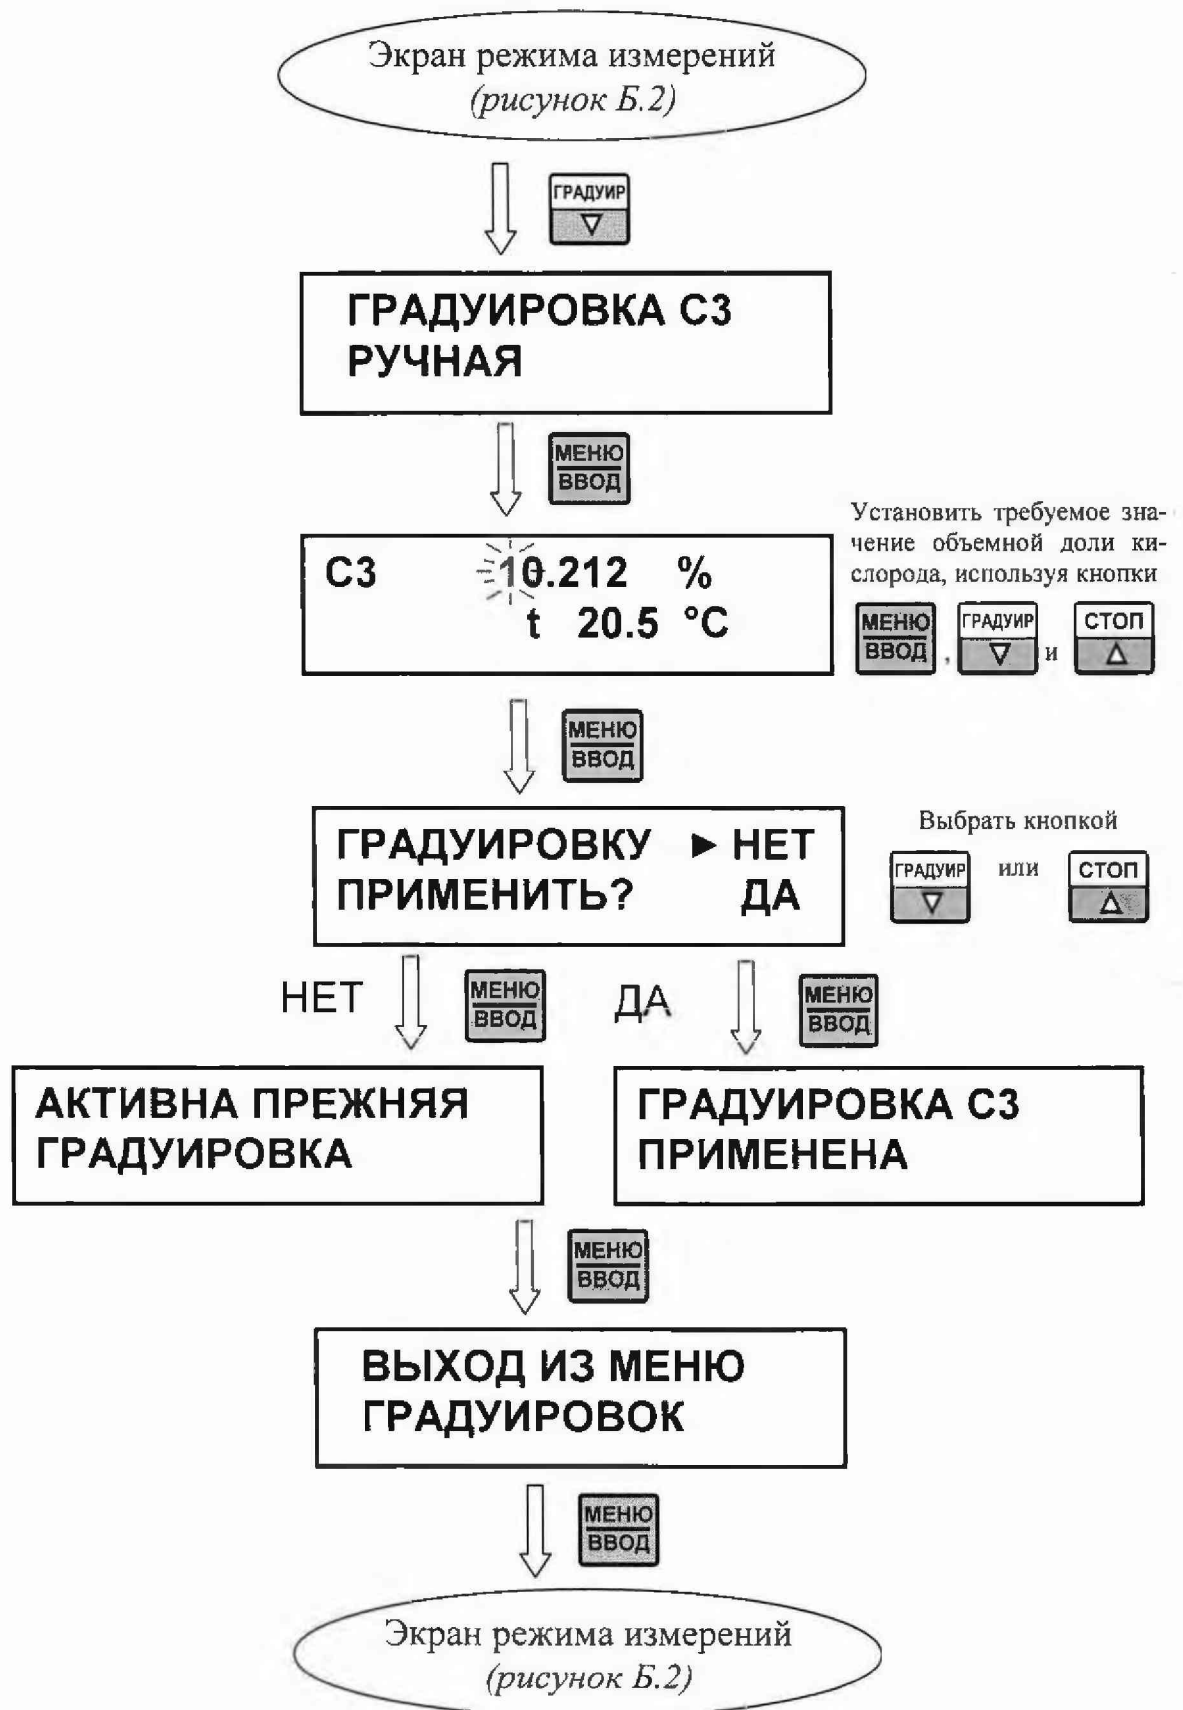 Экран режима измерений
(рисунок Б.2)
ГРАДУИР
ГРАДУИРОВКА С3
РУЧНАЯ
МЕНЮ
ВВОД
Установить требуемое зна-
чение объемной доли ки-
слорода, используя кнопки
С3 10.212 %
t 20.5 °C
МЕНЮ
ВВОД
,
ГРАДУИР
и
СТОП
МЕНЮ
ВВОД
Выбрать кнопкой
ГРАДУИРОВКУ ► НЕТ
ПРИМЕНИТЬ? ДА
ГРАДУИР
или
СТОП
НЕТ
МЕНЮ
ВВОД
ДА
МЕНЮ
ВВОД
АКТИВНА ПРЕЖНЯЯ
ГРАДУИРОВКА
ГРАДУИРОВКА С3
ПРИМЕНЕНА
МЕНЮ
ВВОД
ВЫХОД ИЗ МЕНЮ
ГРАДУИРОВОК
МЕНЮ
ВВОД
Экран режима измерений
(рисунок Б.2)